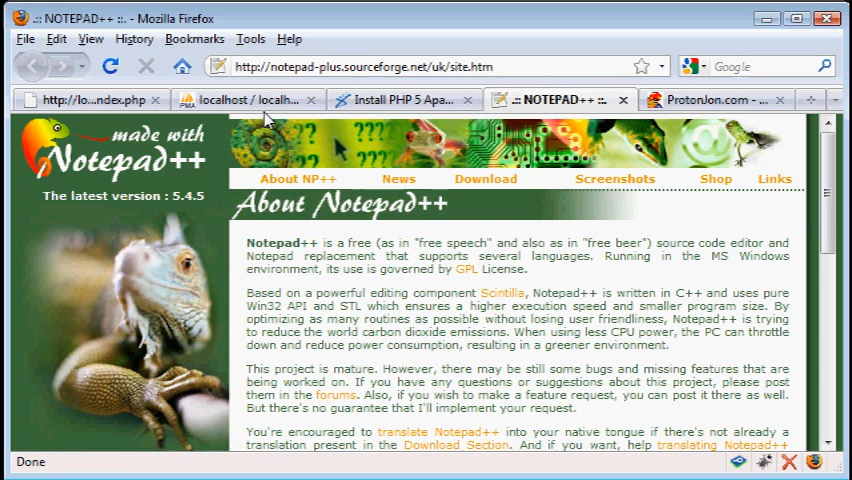 .:: NOTEPAD++ ::. - Mozilla Firefox
File Edit View History Bookmarks Tools Help
http://notepad-plus.sourceforge.net/uk/site.htm
Google
http://lo...ndex.php
localhost / localh...
Install PHP 5 Apa...
.:: NOTEPAD++ ::.
ProtonJon.com - ...
made with
Notepad++
The latest version : 5.4.5
About NP++ News Download Screenshots Shop Links
About Notepad++
Notepad++ is a free (as in "free speech" and also as in "free beer") source code editor and
Notepad replacement that supports several languages. Running in the MS Windows
environment, its use is governed by GPL License.
Based on a powerful editing component Scintilla, Notepad++ is written in C++ and uses pure
Win32 API and STL which ensures a higher execution speed and smaller program size. By
optimizing as many routines as possible without losing user friendliness, Notepad++ is trying
to reduce the world carbon dioxide emissions. When using less CPU power, the PC can throttle
down and reduce power consumption, resulting in a greener environment.
This project is mature. However, there may be still some bugs and missing features that are
being worked on. If you have any questions or suggestions about this project, please post
them in the forums. Also, if you wish to make a feature request, you can post it there as well.
But there's no guarantee that I'll implement your request.
You're encouraged to translate Notepad++ into your native tongue if there's not already a
translation present in the Download Section. And if you want, help translating Notepad++
Done